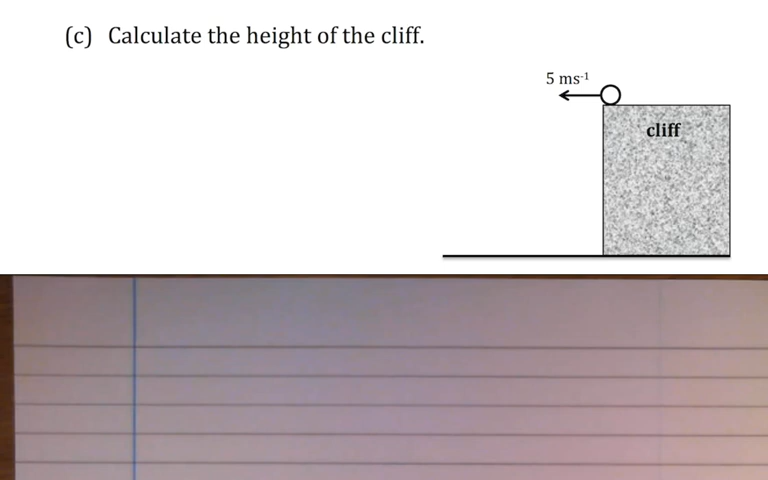 (c) Calculate the height of the cliff.
5 ms⁻¹
cliff